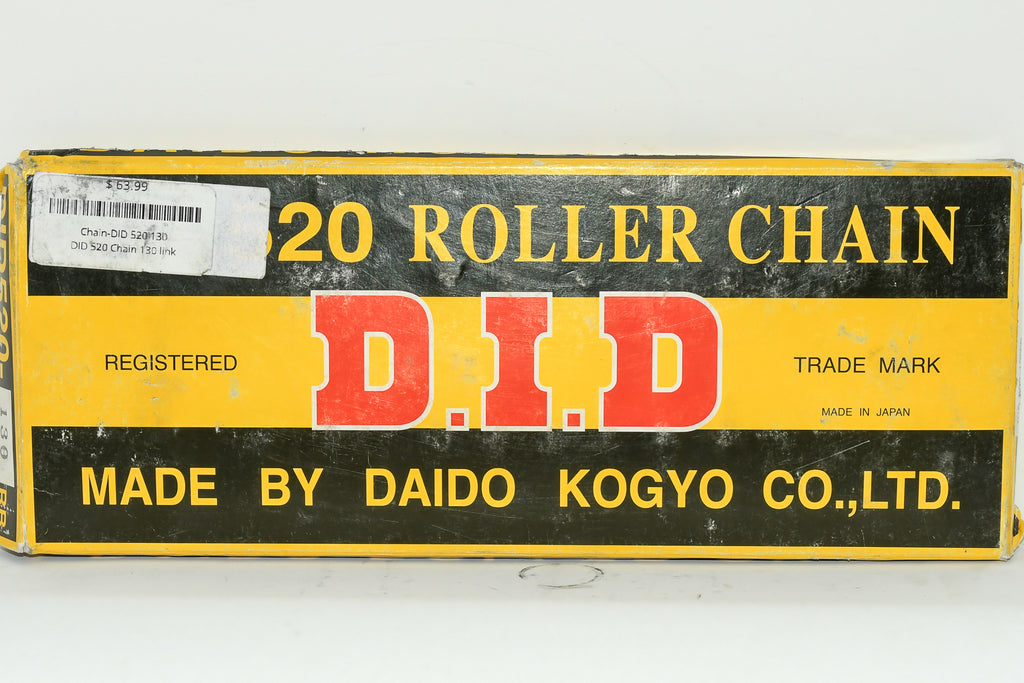 $ 63.99
Chain-DID 520 130
DID 520 Chain 130 link
520 ROLLER CHAIN
D.I.D
REGISTERED
TRADE MARK
MADE IN JAPAN
MADE BY DAIDO KOGYO CO.,LTD.
130